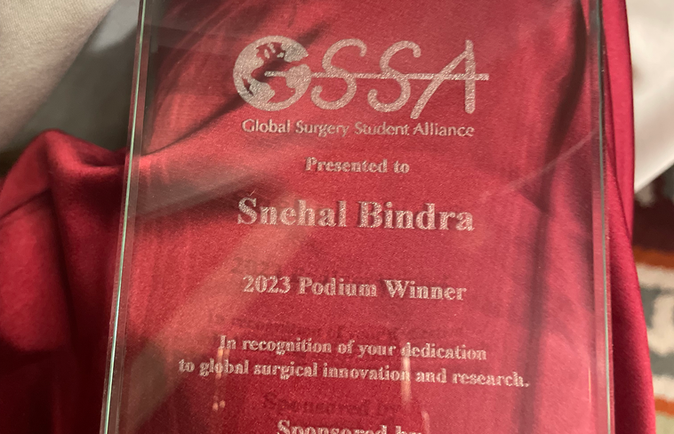 GSSA
Global Surgery Student Alliance
Presented to
Snehal Bindra
2023 Podium Winner
In recognition of your dedication
to global surgical innovation and research.
Sponsored by